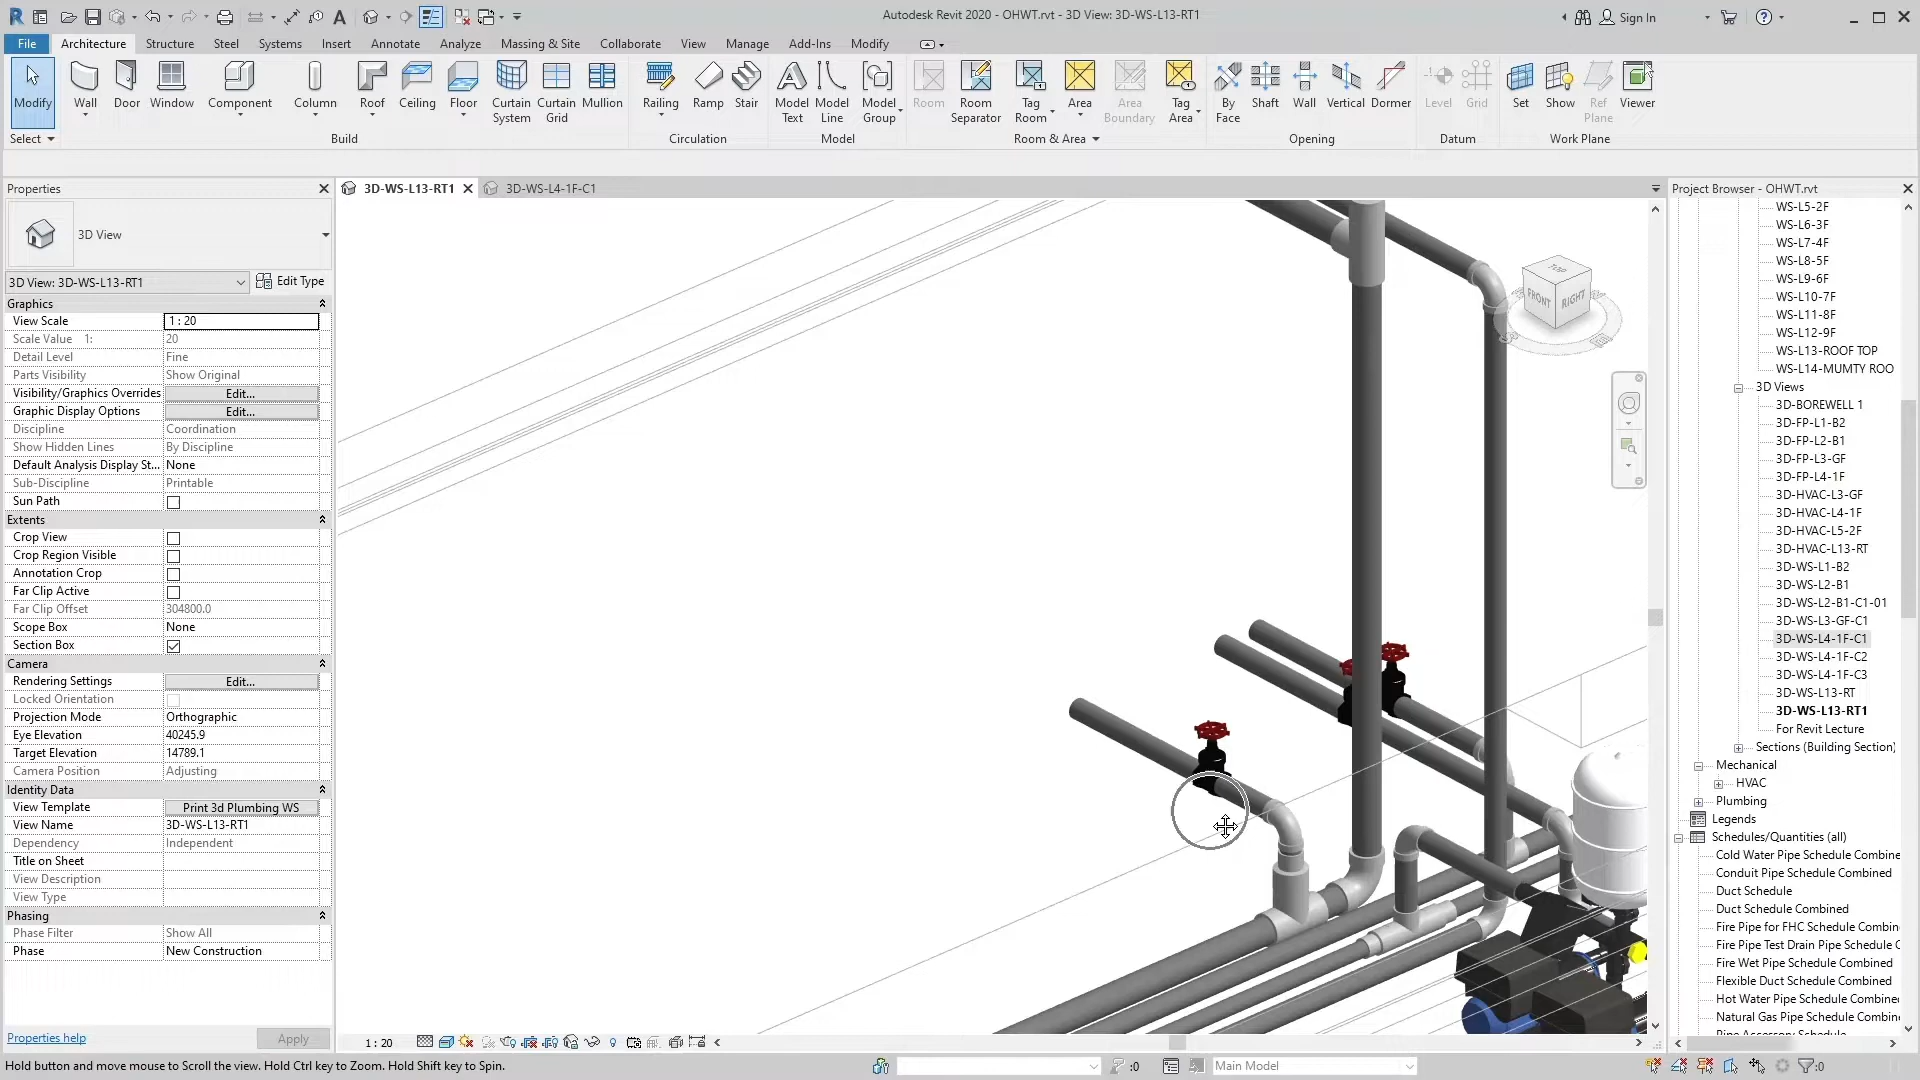 Autodesk Revit 2020 - OHWT.rvt - 3D View: 3D-WS-L13-RT1
Sign In
File
Architecture
Structure
Steel
Systems
Insert
Annotate
Analyze
Massing & Site
Collaborate
View
Manage
Add-Ins
Modify
Modify
Wall
Door
Window
Component
Column
Roof
Ceiling
Floor
Curtain System
Curtain Grid
Mullion
Railing
Ramp
Stair
Model Text
Model Line
Model Group
Room
Room Separator
Tag Room
Area
Area Boundary
Tag Area
By Face
Shaft
Wall
Vertical
Dormer
Level
Grid
Set
Show
Ref Plane
Viewer
Select
Build
Circulation
Model
Room & Area
Opening
Datum
Work Plane
Properties
3D-WS-L13-RT1
3D-WS-L4-1F-C1
Project Browser - OHWT.rvt
3D View
3D View: 3D-WS-L13-RT1
Edit Type
Graphics
View Scale 1 : 20
Scale Value 1: 20
Detail Level Fine
Parts Visibility Show Original
Visibility/Graphics Overrides Edit...
Graphic Display Options Edit...
Discipline Coordination
Show Hidden Lines By Discipline
Default Analysis Display St... None
Sub-Discipline Printable
Sun Path
Extents
Crop View
Crop Region Visible
Annotation Crop
Far Clip Active
Far Clip Offset 304800.0
Scope Box None
Section Box
Camera
Rendering Settings Edit...
Locked Orientation
Projection Mode Orthographic
Eye Elevation 40245.9
Target Elevation 14789.1
Camera Position Adjusting
Identity Data
View Template Print 3d Plumbing WS
View Name 3D-WS-L13-RT1
Dependency Independent
Title on Sheet
View Description
View Type
Phasing
Phase Filter Show All
Phase New Construction
Properties help
Apply
TOP
FRONT
RIGHT
WS-L5-2F
WS-L6-3F
WS-L7-4F
WS-L8-5F
WS-L9-6F
WS-L10-7F
WS-L11-8F
WS-L12-9F
WS-L13-ROOF TOP
WS-L14-MUMTY ROO
3D Views
3D-BOREWELL 1
3D-FP-L1-B2
3D-FP-L2-B1
3D-FP-L3-GF
3D-FP-L4-1F
3D-HVAC-L3-GF
3D-HVAC-L4-1F
3D-HVAC-L5-2F
3D-HVAC-L13-RT
3D-WS-L1-B2
3D-WS-L2-B1
3D-WS-L2-B1-C1-01
3D-WS-L3-GF-C1
3D-WS-L4-1F-C1
3D-WS-L4-1F-C2
3D-WS-L4-1F-C3
3D-WS-L13-RT
3D-WS-L13-RT1
For Revit Lecture
Sections (Building Section)
Mechanical
HVAC
Plumbing
Legends
Schedules/Quantities (all)
Cold Water Pipe Schedule Combine
Conduit Pipe Schedule Combined
Duct Schedule
Duct Schedule Combined
Fire Pipe for FHC Schedule Combine
Fire Pipe Test Drain Pipe Schedule C
Fire Wet Pipe Schedule Combined
Flexible Duct Schedule Combined
Hot Water Pipe Schedule Combine
Natural Gas Pipe Schedule Combine
Pipe Accessory Schedule
1 : 20
Hold button and move mouse to Scroll the view. Hold Ctrl key to Zoom. Hold Shift key to Spin.
:0
Main Model
:0